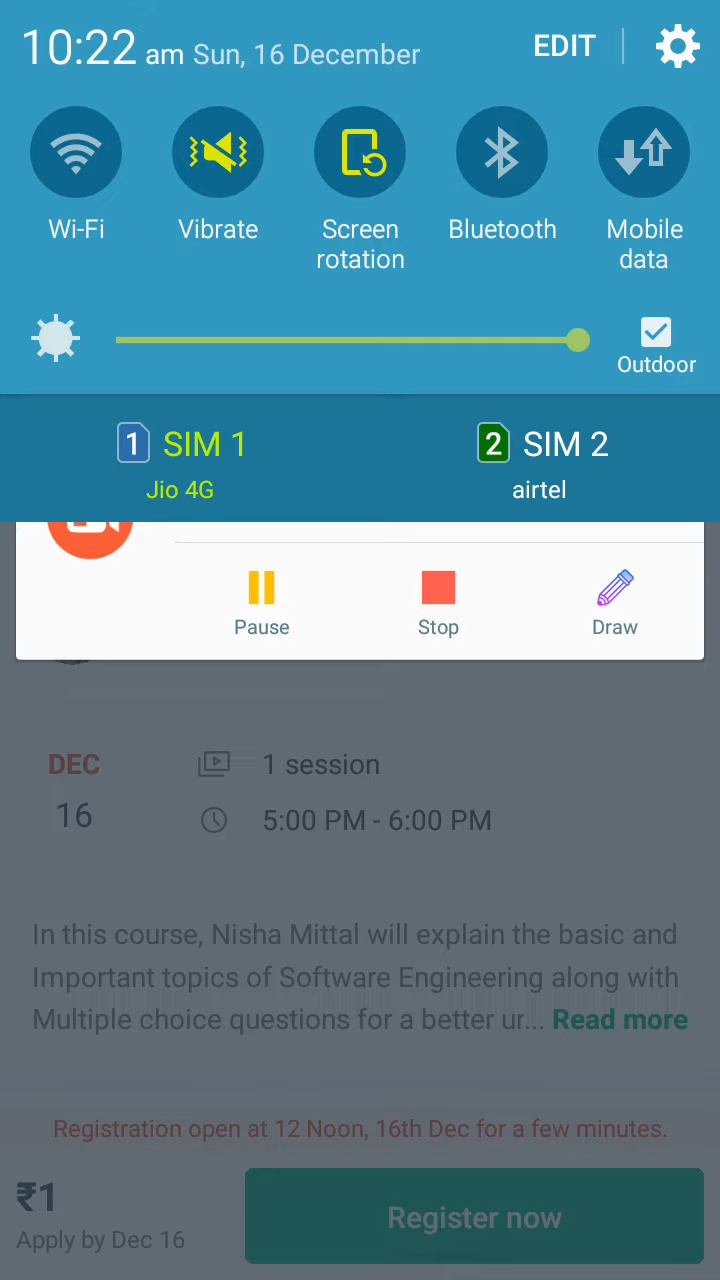 10:22 am Sun, 16 December EDIT
Wi-Fi Vibrate Screen rotation Bluetooth Mobile data
Outdoor
1 SIM 1 2 SIM 2
Jio 4G airtel
Pause Stop Draw
DEC 1 session
16 5:00 PM - 6:00 PM
In this course, Nisha Mittal will explain the basic and
Important topics of Software Engineering along with
Multiple choice questions for a better ur... Read more
Registration open at 12 Noon, 16th Dec for a few minutes.
₹1
Apply by Dec 16
Register now